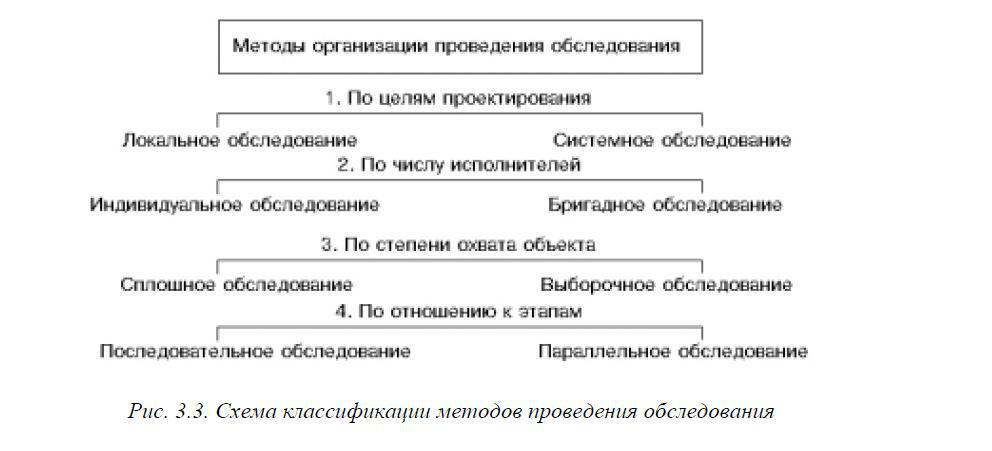 Методы организации проведения обследования
1. По целям проектирования
Локальное обследование Системное обследование
2. По числу исполнителей
Индивидуальное обследование Бригадное обследование
3. По степени охвата объекта
Сплошное обследование Выборочное обследование
4. По отношению к этапам
Последовательное обследование Параллельное обследование
Рис. 3.3. Схема классификации методов проведения обследования